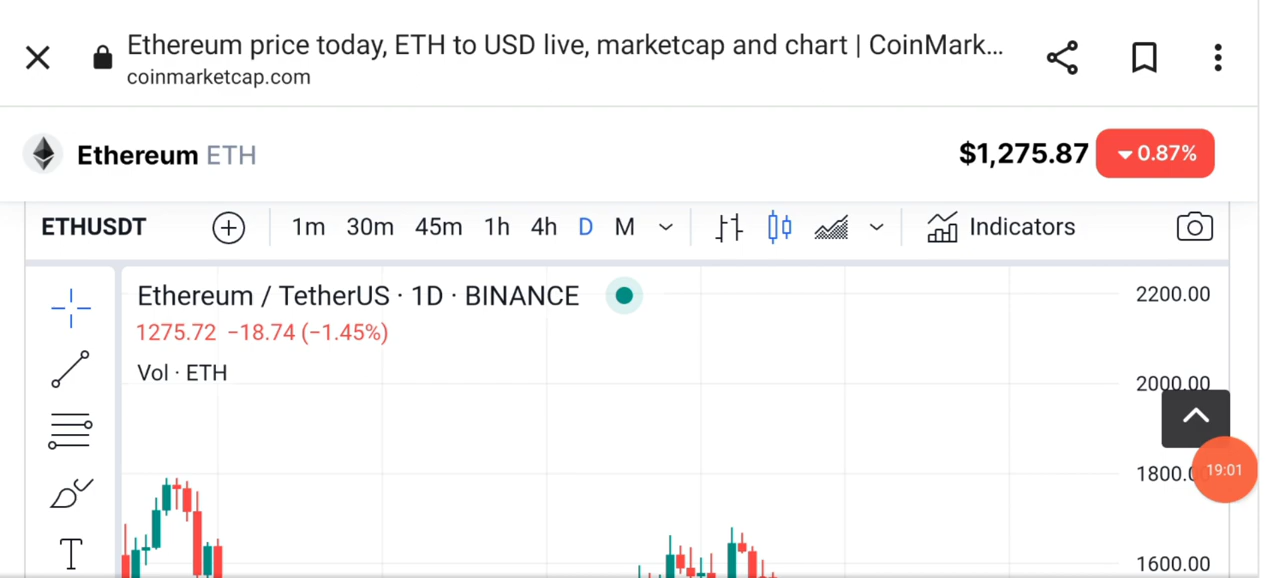 Ethereum price today, ETH to USD live, marketcap and chart | CoinMark...
coinmarketcap.com
Ethereum ETH
$1,275.87 0.87%
ETHUSDT 1m 30m 45m 1h 4h D M Indicators
Ethereum / TetherUS · 1D · BINANCE
1275.72 −18.74 (−1.45%)
Vol · ETH
2200.00
2000.00
1800.0
19:01
1600.00